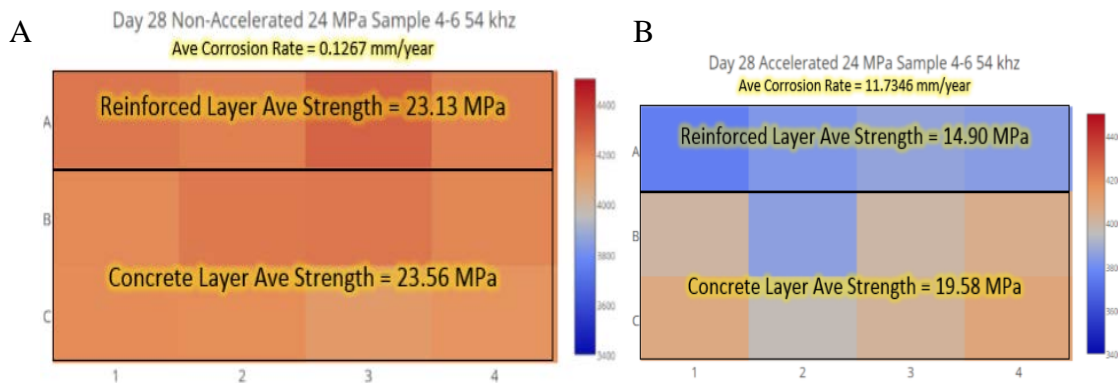 A
Day 28 Non-Accelerated 24 MPa Sample 4-6 54 khz
Ave Corrosion Rate = 0.1267 mm/year
Reinforced Layer Ave Strength = 23.13 MPa
Concrete Layer Ave Strength = 23.56 MPa
A
B
C
1 2 3 4
4400
4200
4000
3800
3600
3400
B
Day 28 Accelerated 24 MPa Sample 4-6 54 khz
Ave Corrosion Rate = 11.7346 mm/year
Reinforced Layer Ave Strength = 14.90 MPa
Concrete Layer Ave Strength = 19.58 MPa
A
B
C
1 2 3 4